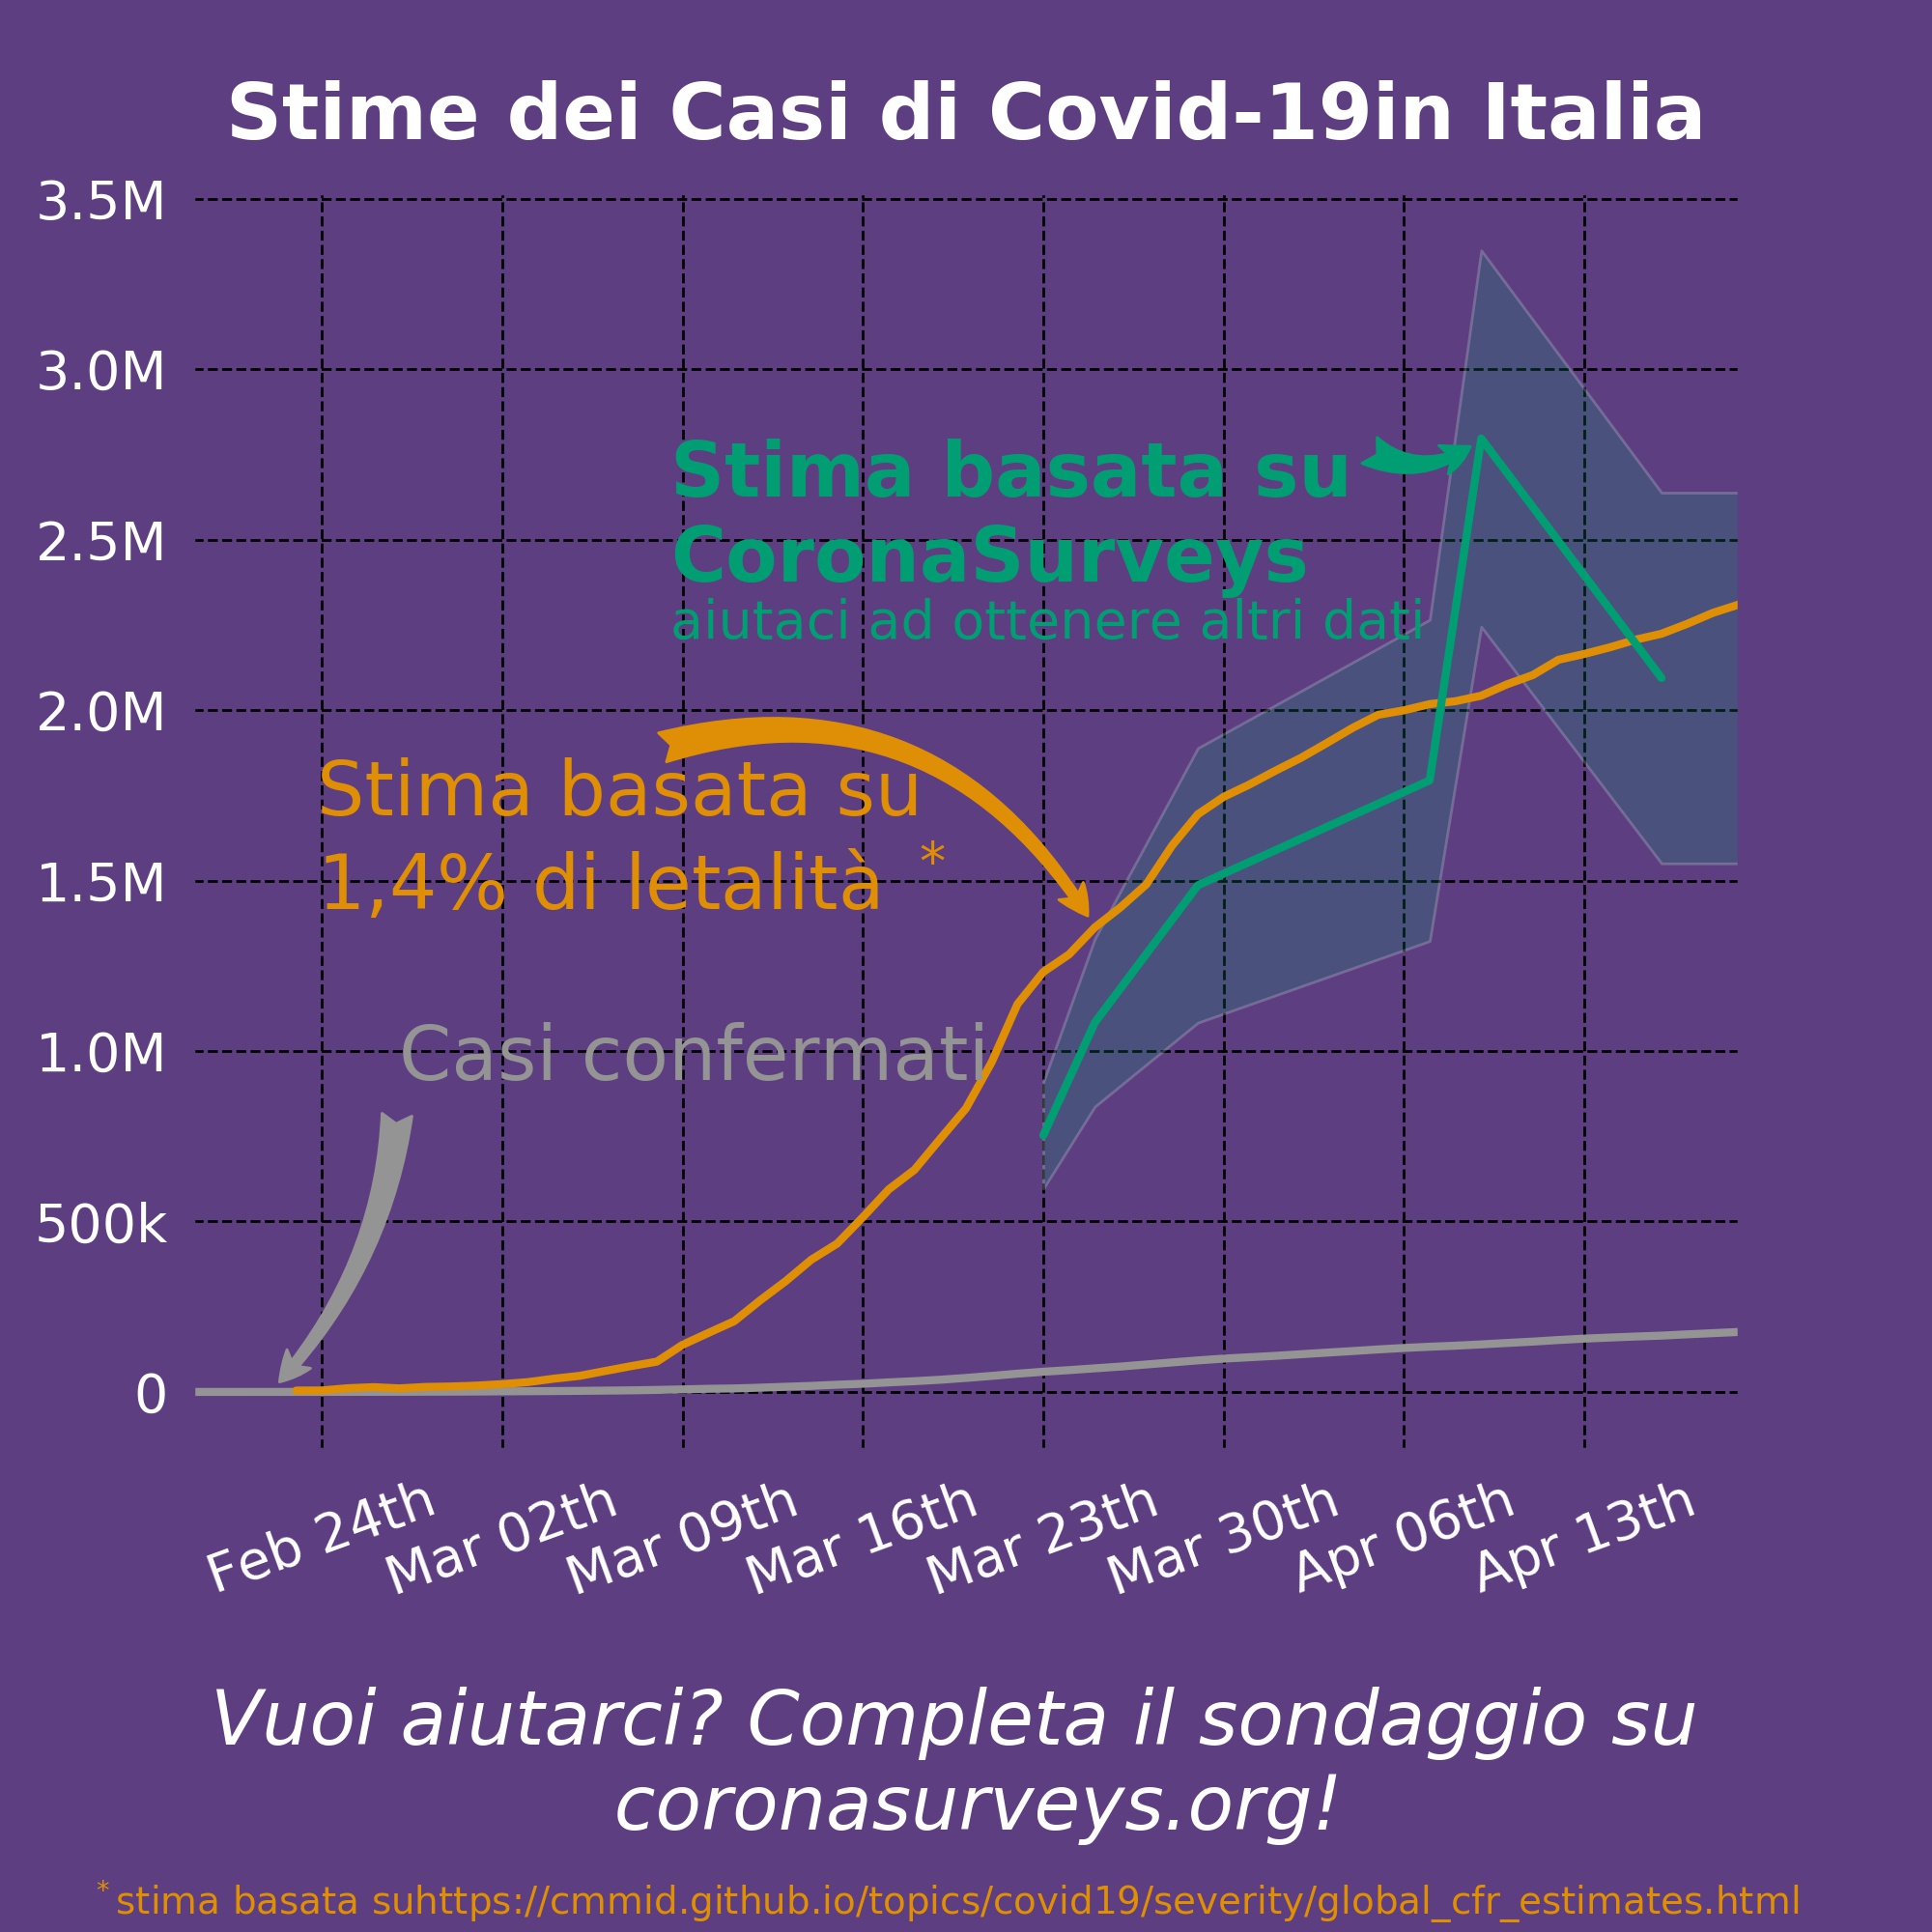 Stime dei Casi di Covid-19in Italia
3.5M
3.0M
2.5M
2.0M
1.5M
1.0M
500k
0
Stima basata su
CoronaSurveys
aiutaci ad ottenere altri dati
Stima basata su
1,4% di letalità *
Casi confermati
Feb 24th
Mar 02th
Mar 09th
Mar 16th
Mar 23th
Mar 30th
Apr 06th
Apr 13th
Vuoi aiutarci? Completa il sondaggio su
coronasurveys.org!
* stima basata suhttps://cmmid.github.io/topics/covid19/severity/global_cfr_estimates.html